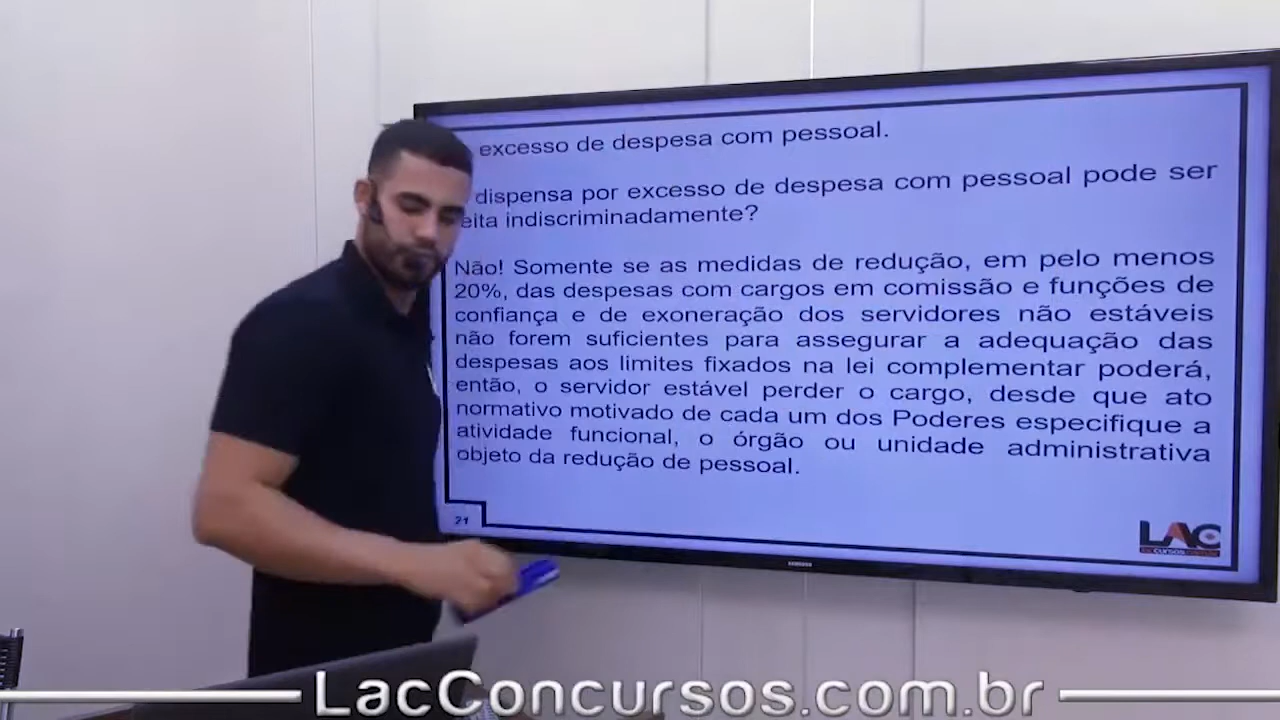 excesso de despesa com pessoal.
dispensa por excesso de despesa com pessoal pode ser
eita indiscriminadamente?
Não! Somente se as medidas de redução, em pelo menos
20%, das despesas com cargos em comissão e funções de
confiança e de exoneração dos servidores não estáveis
não forem suficientes para assegurar a adequação das
despesas aos limites fixados na lei complementar poderá,
então, o servidor estável perder o cargo, desde que ato
normativo motivado de cada um dos Poderes especifique a
atividade funcional, o órgão ou unidade administrativa
objeto da redução de pessoal.
21
LAC
SAMSUNG
LacConcursos.com.br